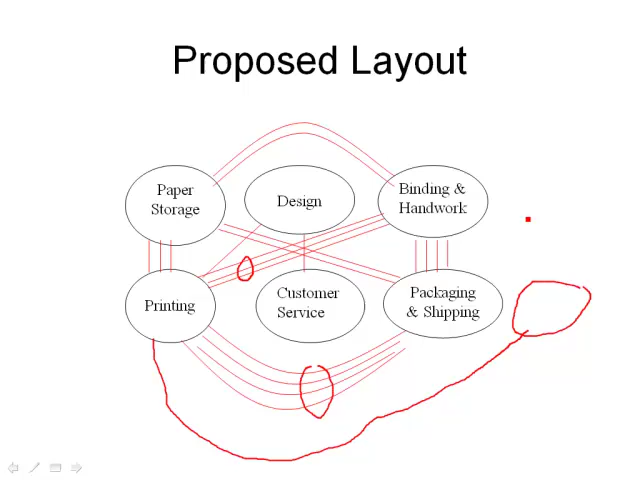 Proposed Layout
Paper
Storage
Design
Binding &
Handwork
Printing
Customer
Service
Packaging
& Shipping